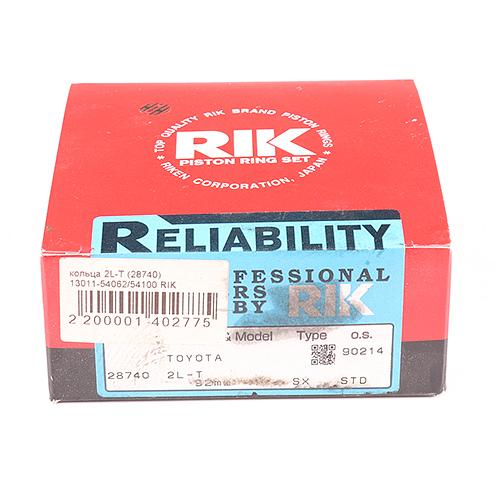 ★ TOP QUALITY RIK BRAND PISTON RINGS ★
RIK
PISTON RING SET
RIKEN CORPORATION, JAPAN
RELIABILITY
FESSIONAL
RS
BY RIK
кольца 2L-T (28740)
13011-54062/54100 RIK
2 200001 402775
& Model Type o.s.
TOYOTA 90214
28740 2L-T
92mm SX STD